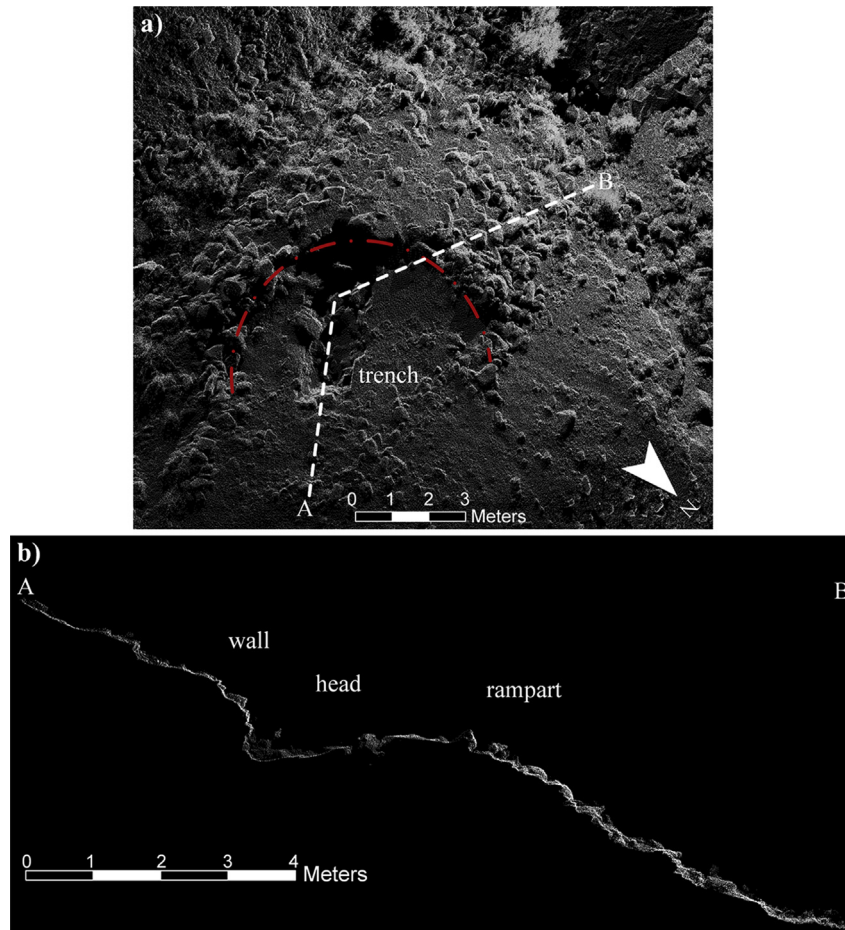 a)
B
trench
A
N
0 1 2 3
Meters
b)
A B
wall
head
rampart
0 1 2 3 4
Meters